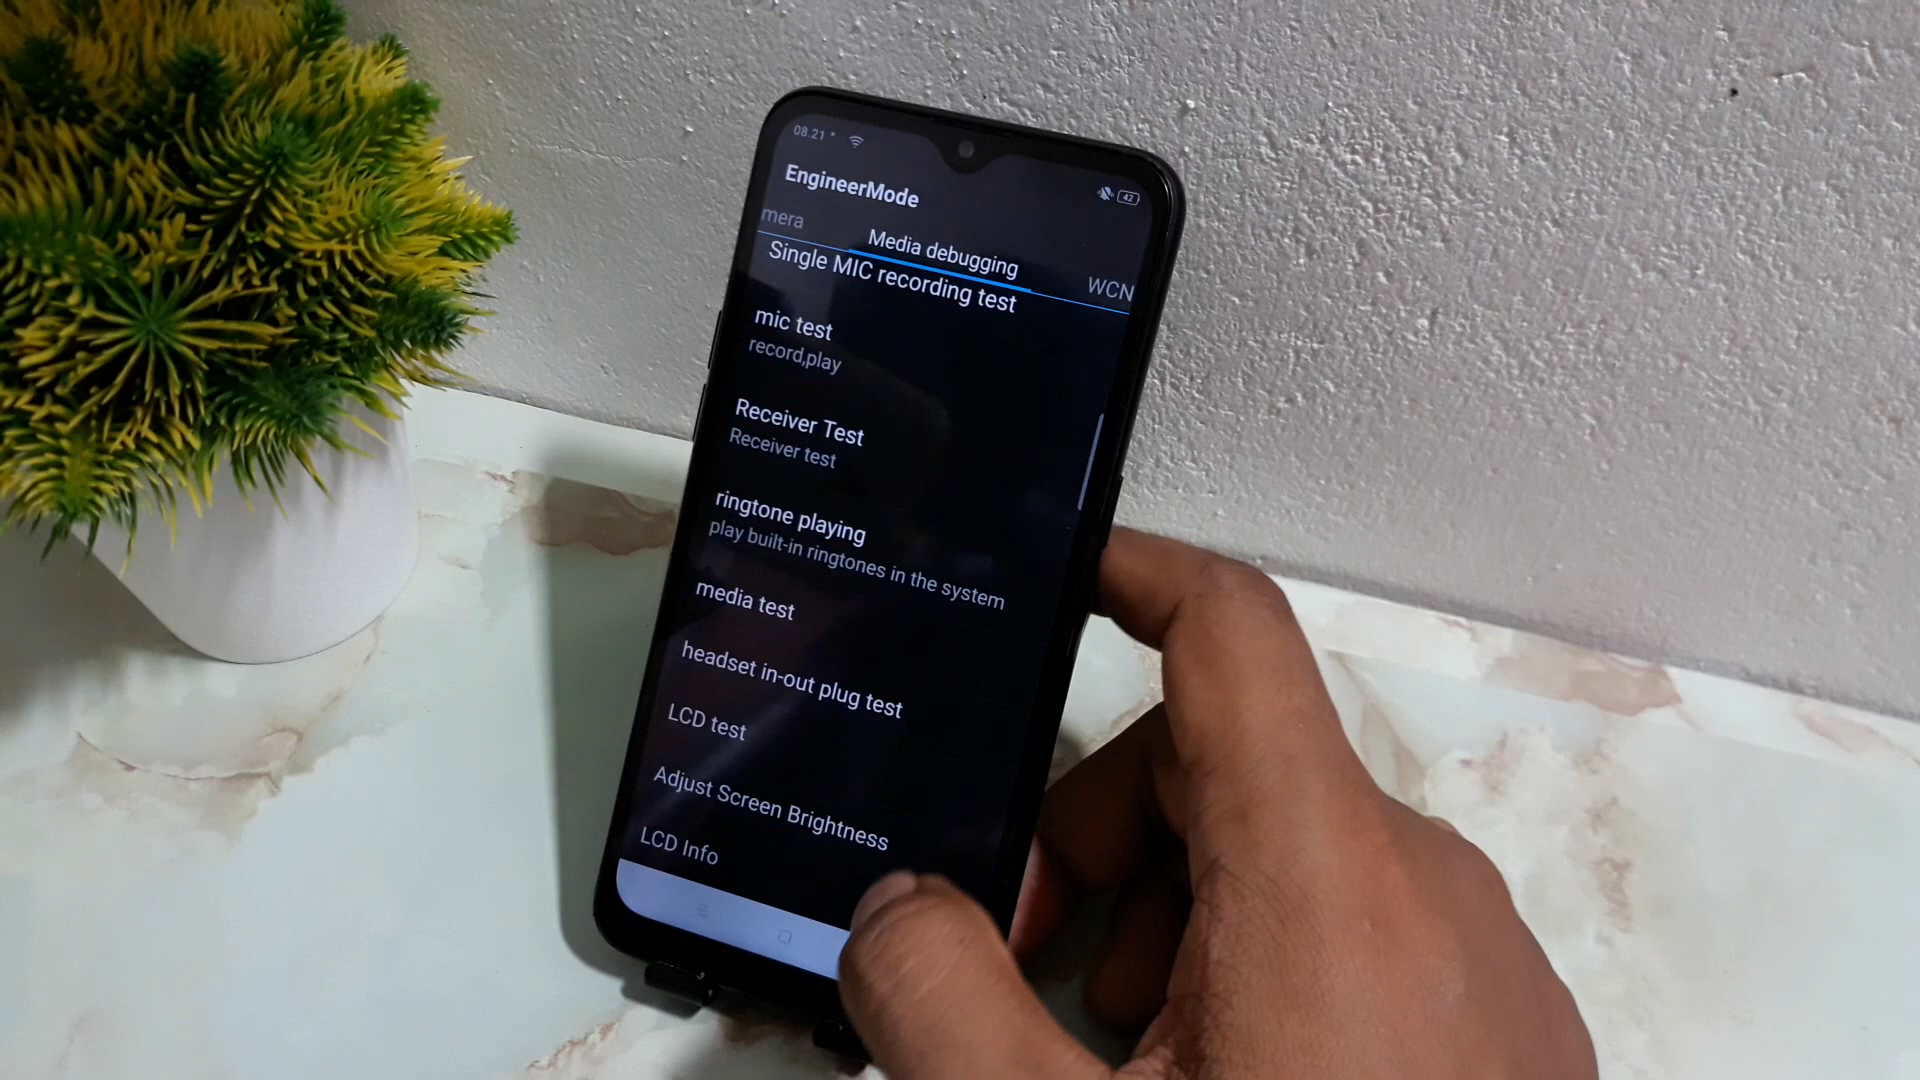 08.21
42
EngineerMode
mera
Media debugging
WCN
Single MIC recording test
mic test
record,play
Receiver Test
Receiver test
ringtone playing
play built-in ringtones in the system
media test
headset in-out plug test
LCD test
Adjust Screen Brightness
LCD Info